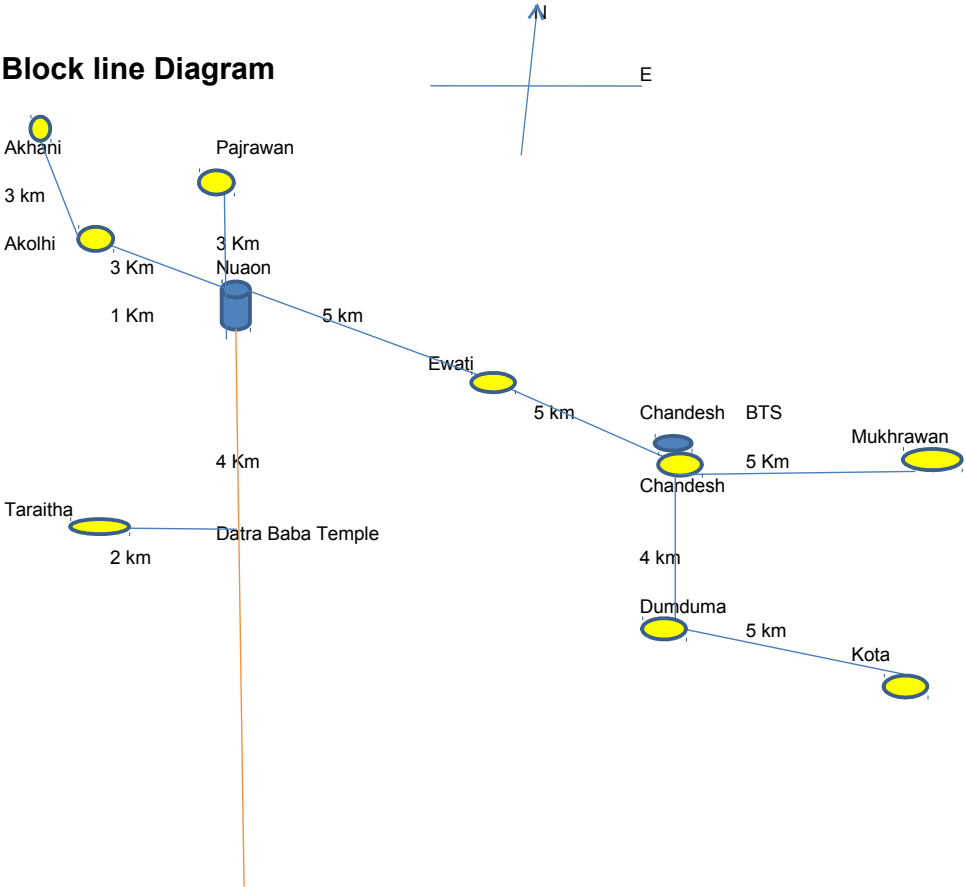 N
Block line Diagram
E
Akhani
Pajrawan
3 km
Akolhi
3 Km
3 Km
Nuaon
1 Km
5 km
Ewati
5 km
Chandesh BTS
Mukhrawan
4 Km
5 Km
Chandesh
Taraitha
Datra Baba Temple
2 km
4 km
Dumduma
5 km
Kota